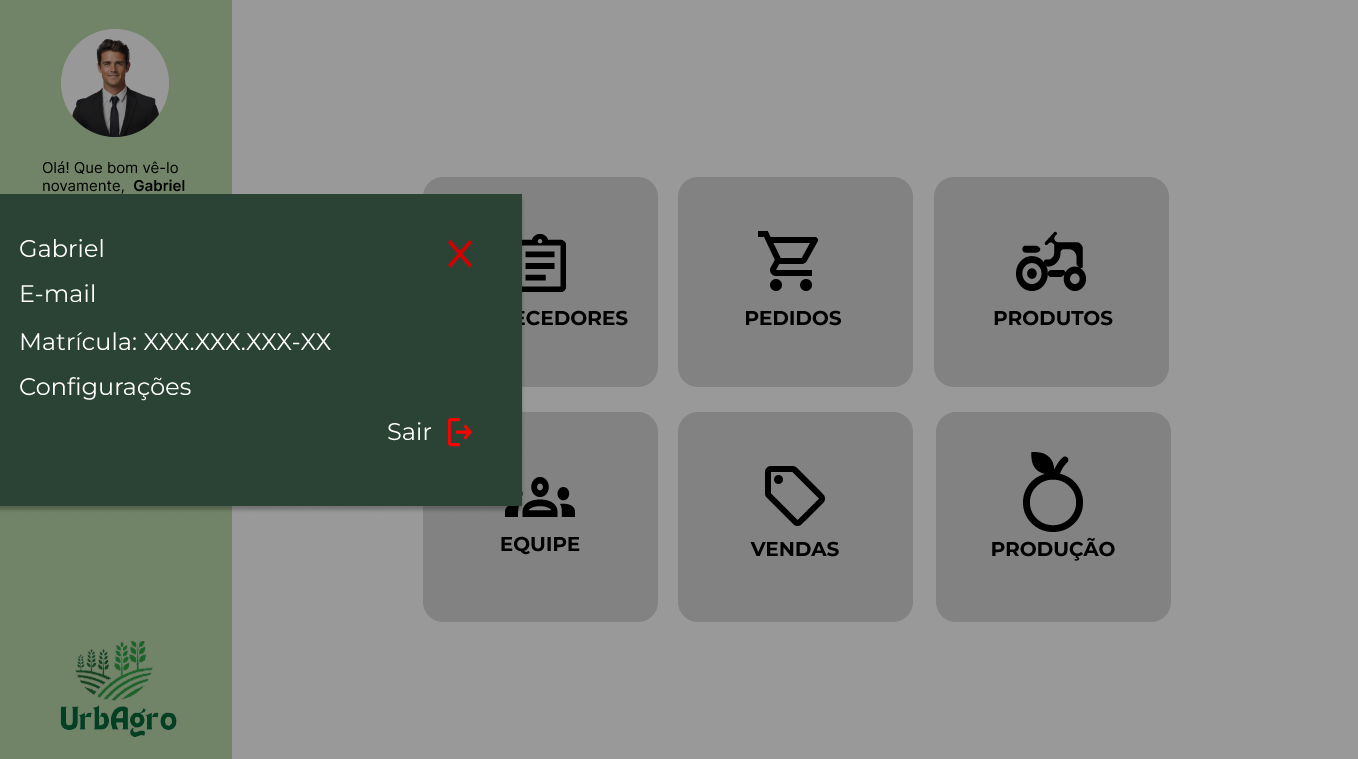 Olá! Que bom vê-lo
novamente, Gabriel
Gabriel
E-mail
Matrícula: XXX.XXX.XXX-XX
Configurações
Sair
ECEDORES
PEDIDOS
PRODUTOS
EQUIPE
VENDAS
PRODUÇÃO
UrbAgro